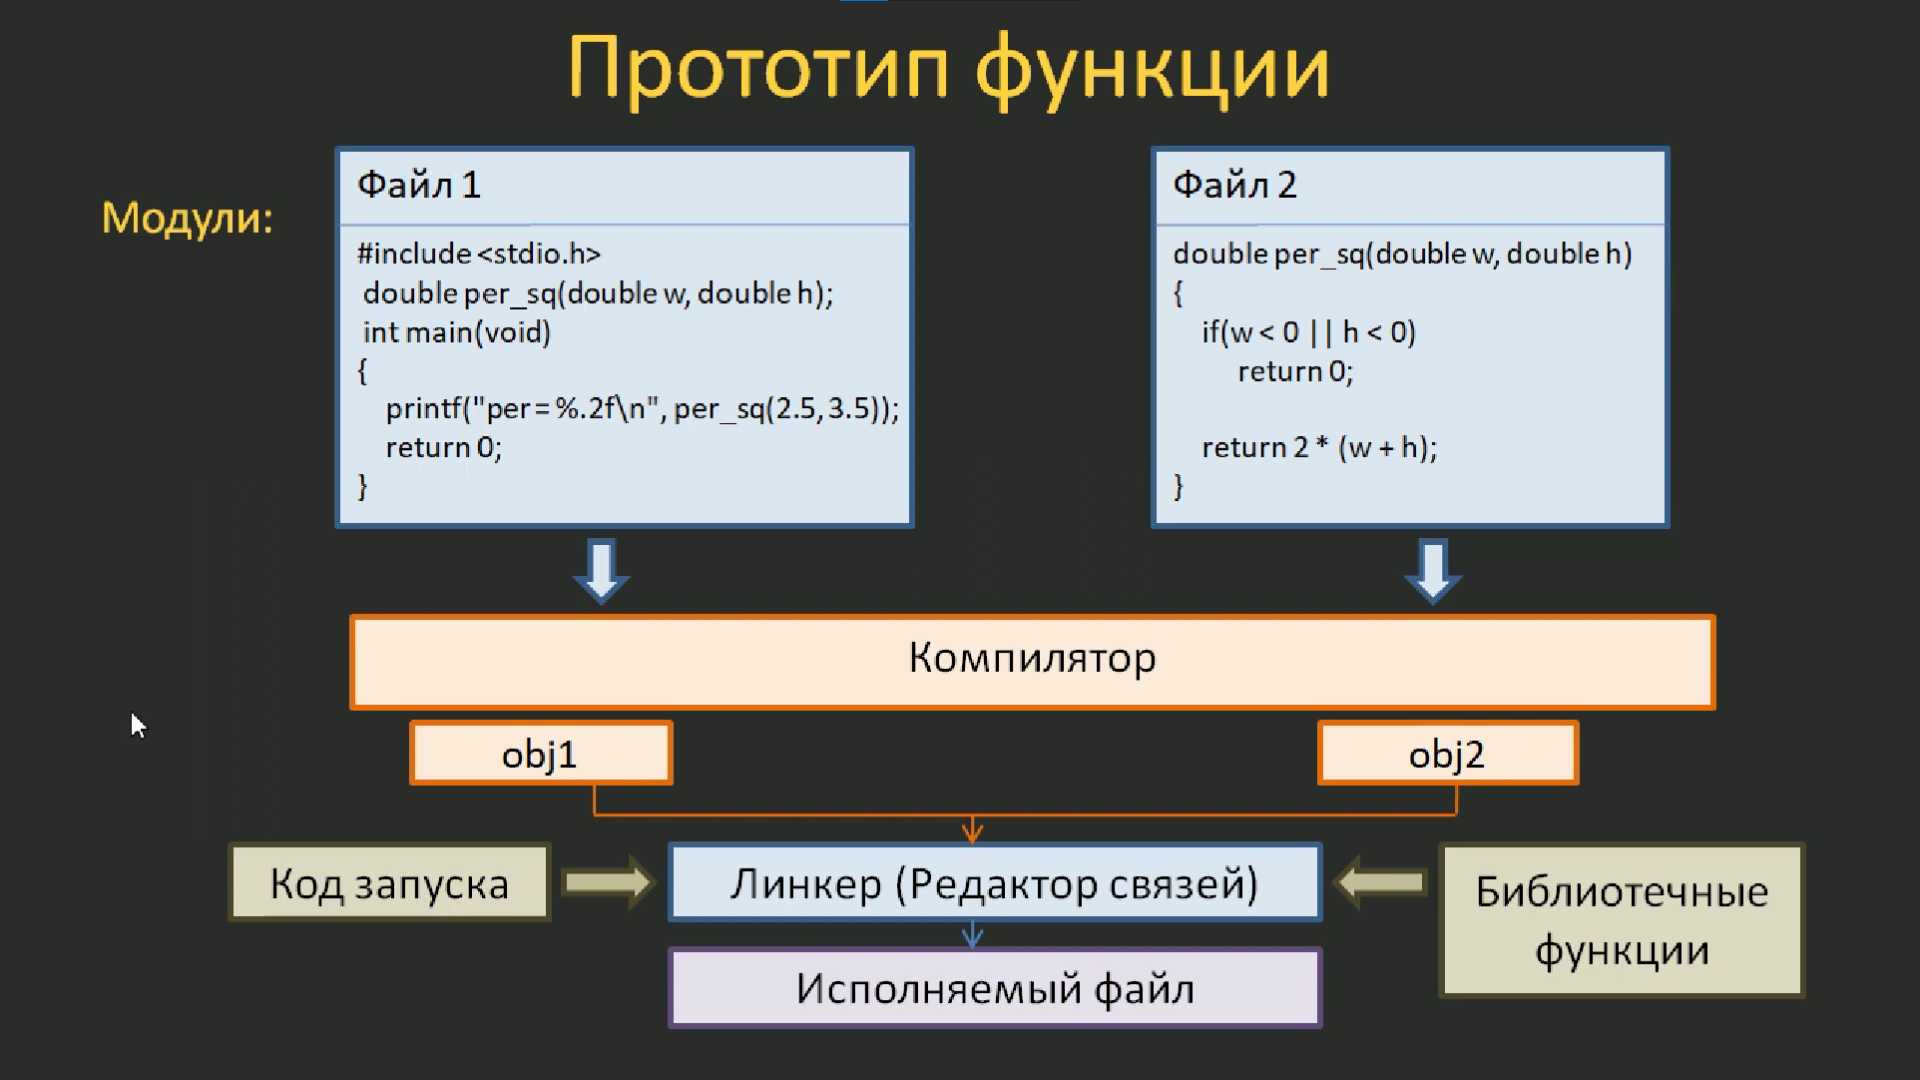 Прототип функции
Модули:
Файл 1
#include <stdio.h>
double per_sq(double w, double h);
int main(void)
{
printf("per = %.2f\n", per_sq(2.5, 3.5));
return 0;
}
Файл 2
double per_sq(double w, double h)
{
if(w < 0 || h < 0)
return 0;
return 2 * (w + h);
}
Компилятор
obj1
obj2
Код запуска
Линкер (Редактор связей)
Библиотечные
функции
Исполняемый файл